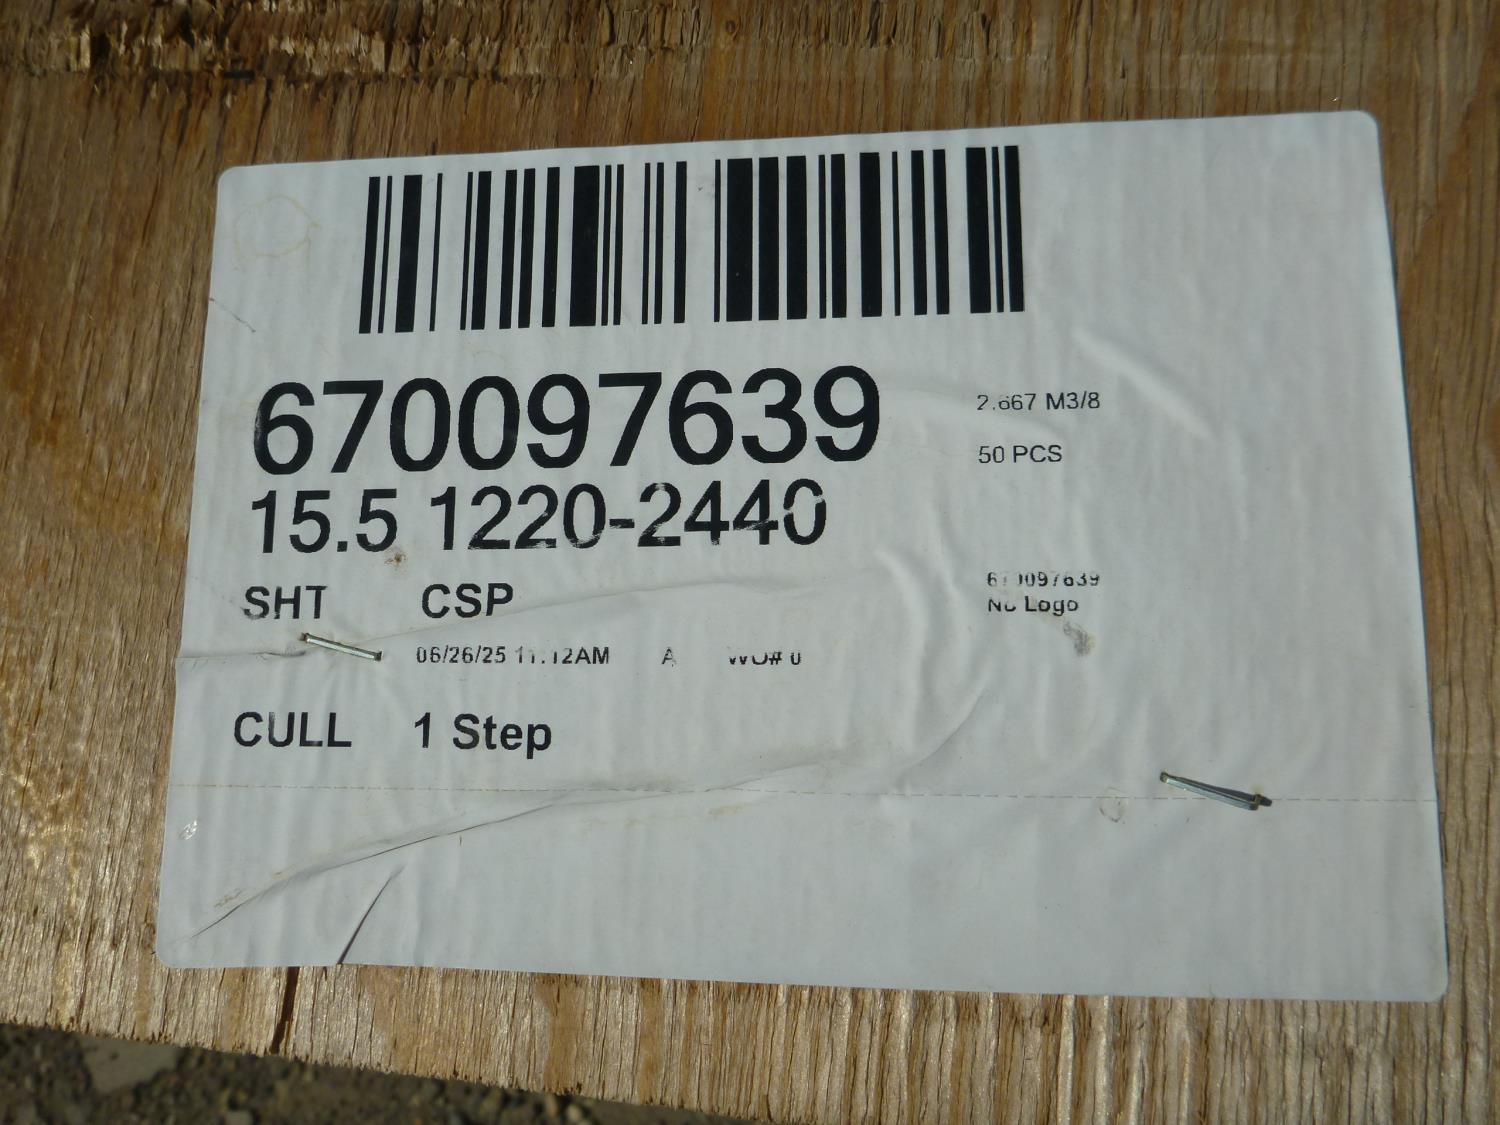 670097639
2.667 M3/8
50 PCS
15.5 1220-2440
SHT CSP
670097639
No Logo
06/26/25 11:12AM A WO# 0
CULL 1 Step